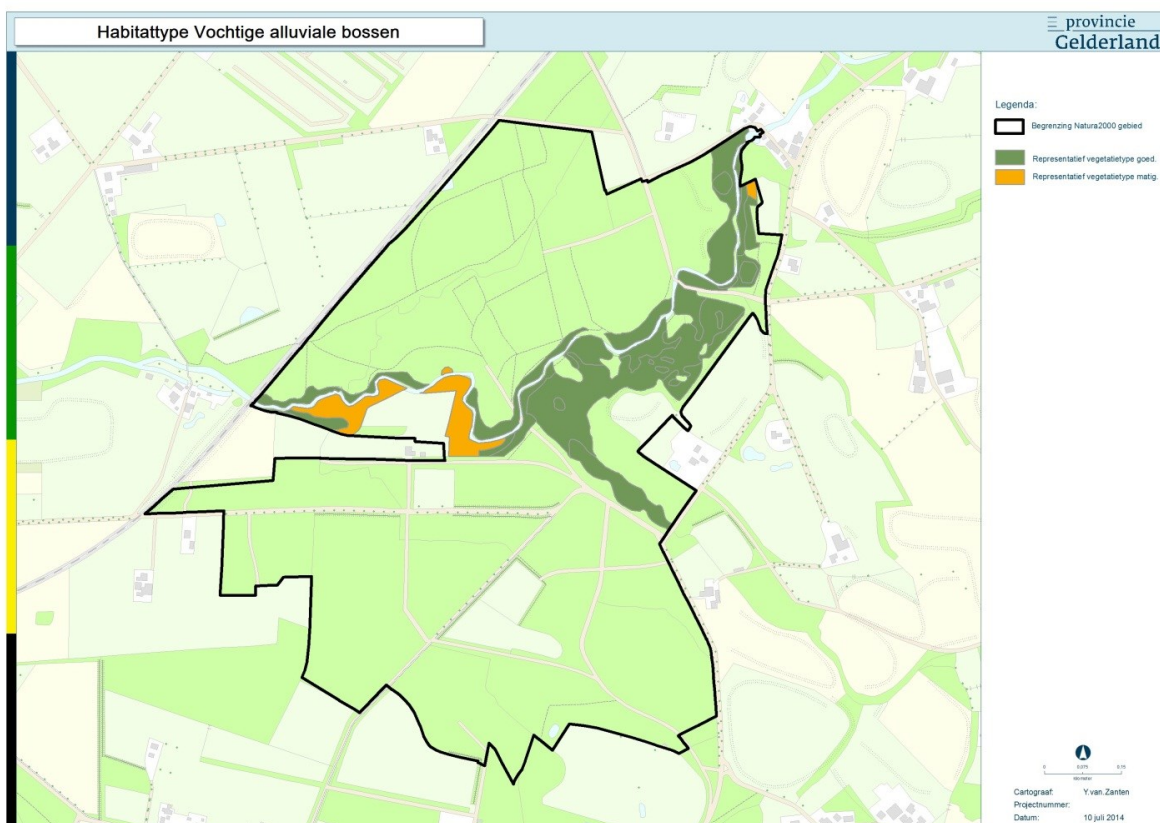 Habitattype Vochtige alluviale bossen
provincie
Gelderland
Legenda:
Begrenzing Natura2000 gebied
Representatief vegetatietype goed.
Representatief vegetatietype matig.
Cartograaf: Y.van.Zanten
Projectnummer:
Datum: 10 juli 2014